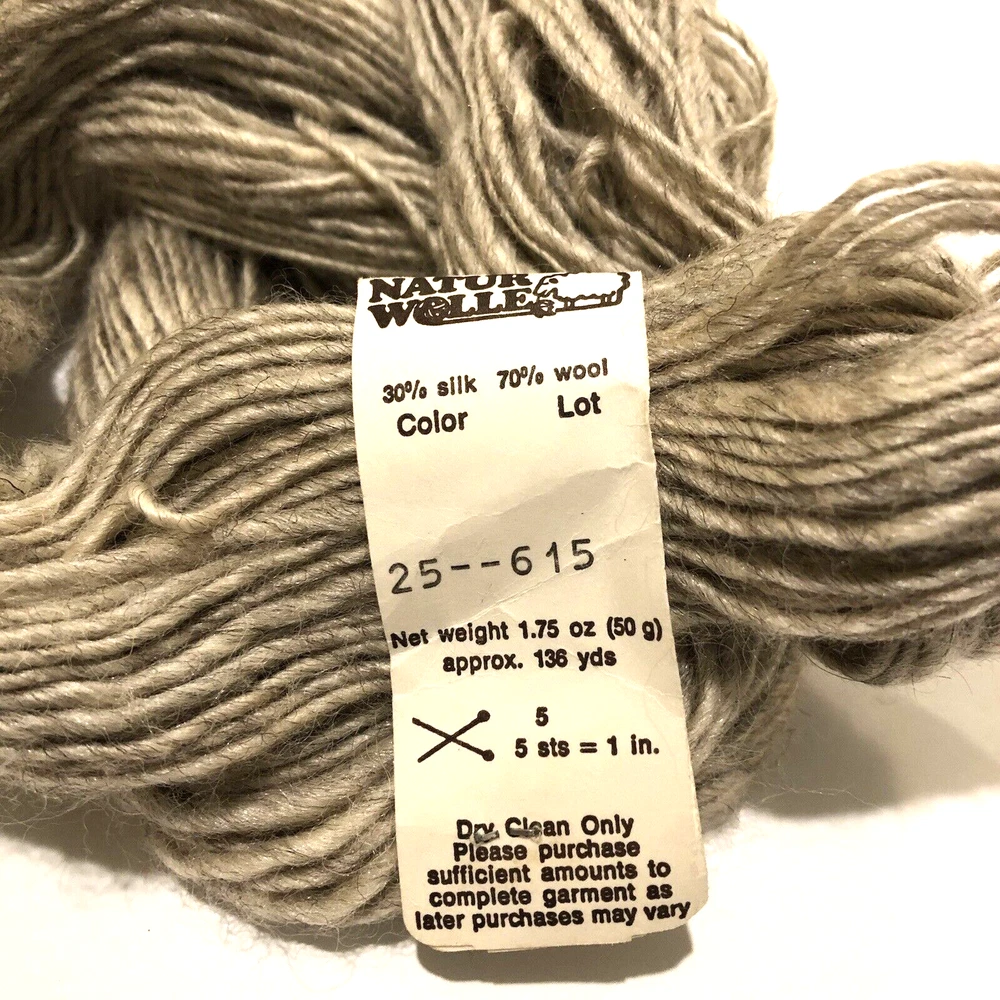 NATUR
WOLLE
30% silk 70% wool
Color Lot
25--615
Net weight 1.75 oz (50 g)
approx. 136 yds
5
5 sts = 1 in.
Dry Clean Only
Please purchase
sufficient amounts to
complete garment as
later purchases may vary